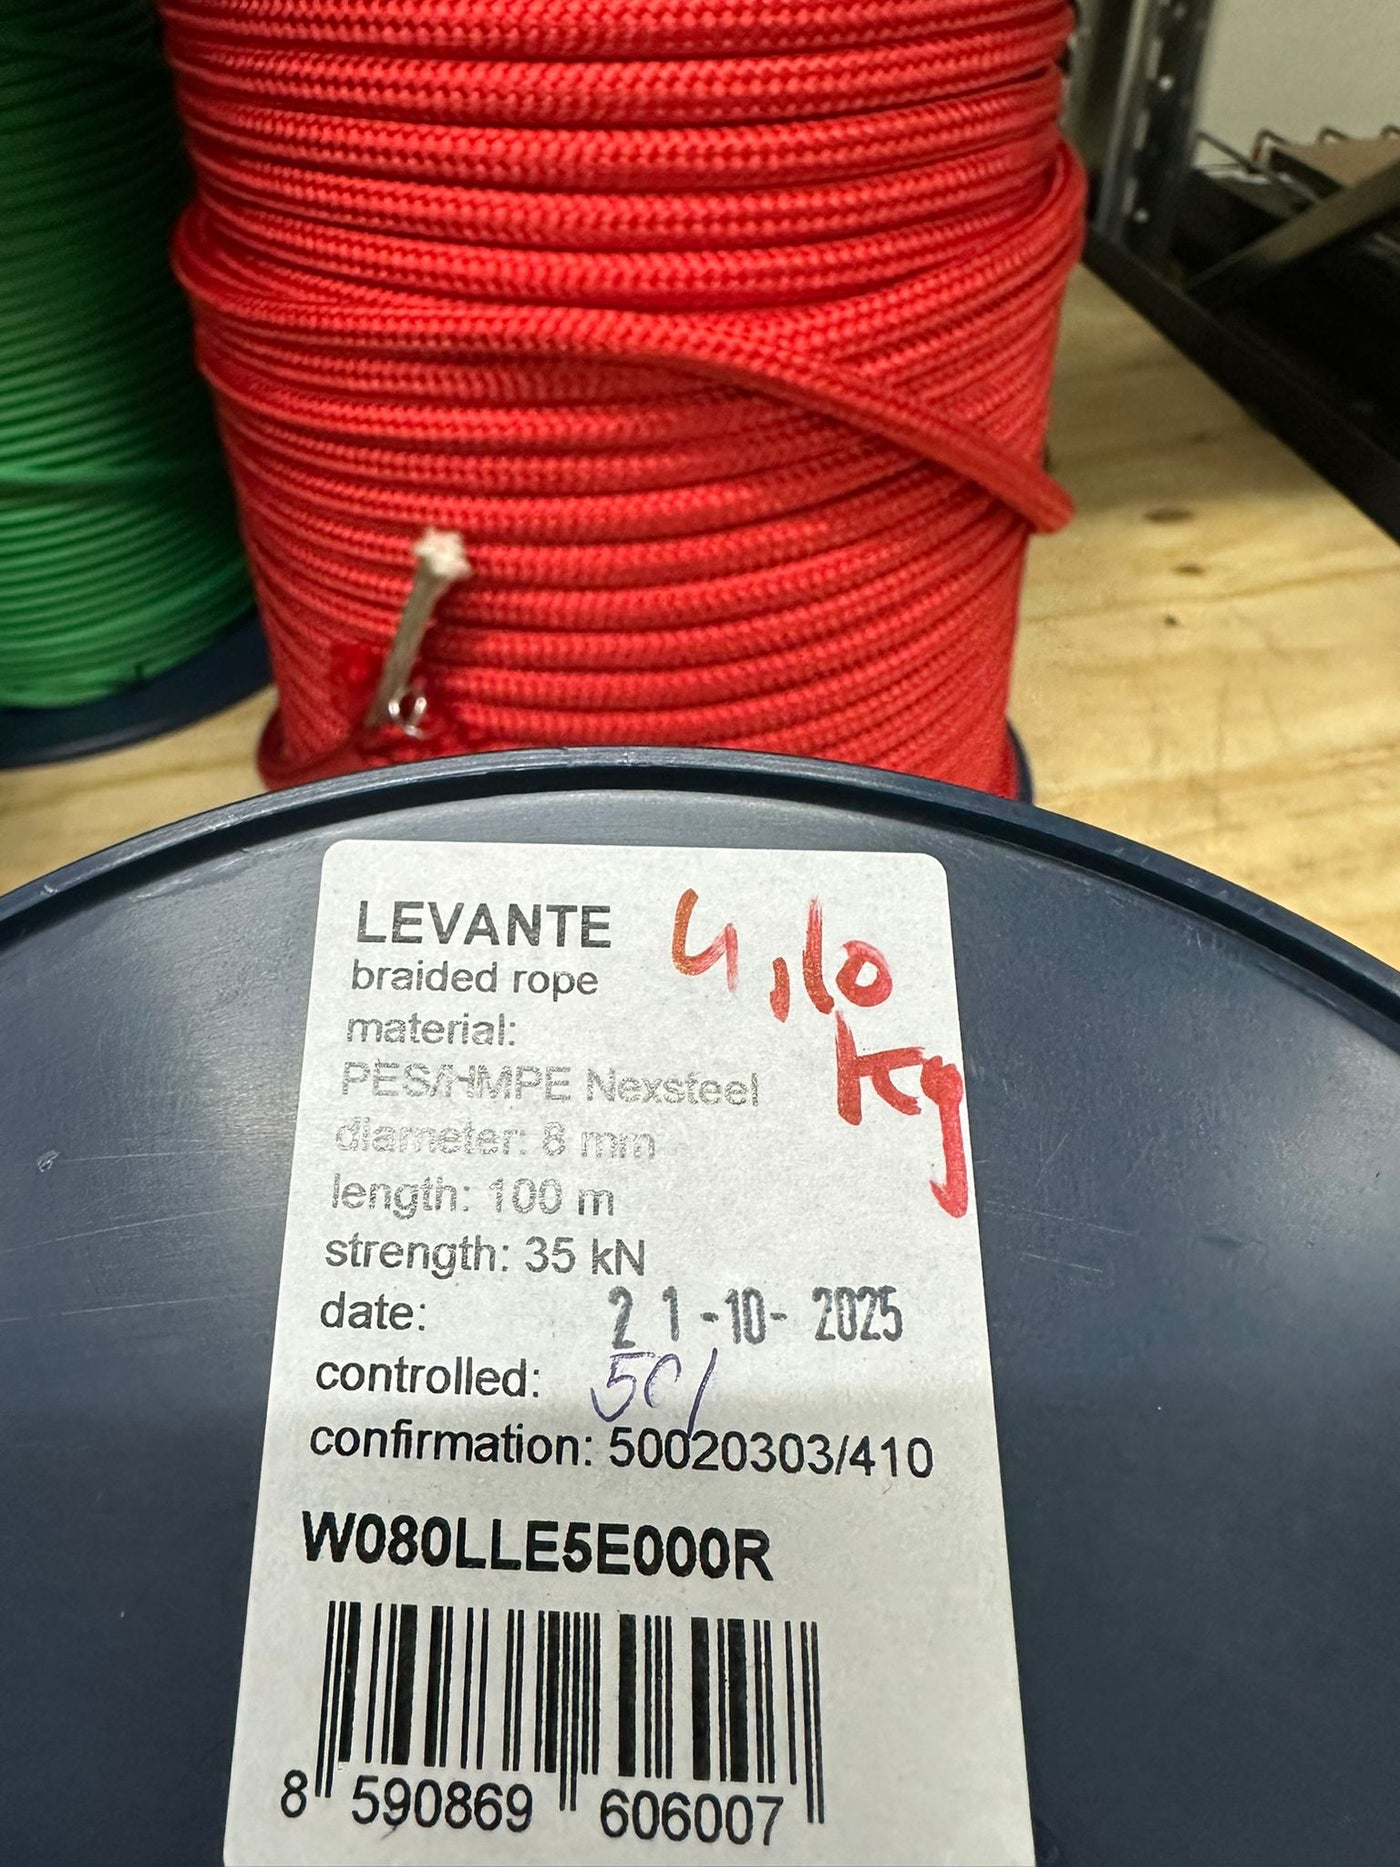 LEVANTE
4,10
braided rope
Kg
material:
PES/HMPE Nexsteel
diameter: 8 mm
length: 100 m
strength: 35 kN
date: 21-10-2025
controlled:
confirmation: 50020303/410
W080LLE5E000R
8 590869 606007